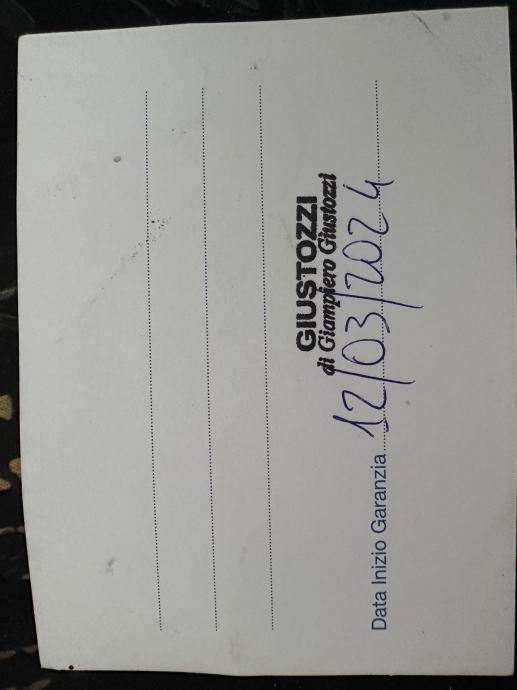 GIUSTOZZI
di Giampiero Giustozzi
Data Inizio Garanzia 12/03/2024